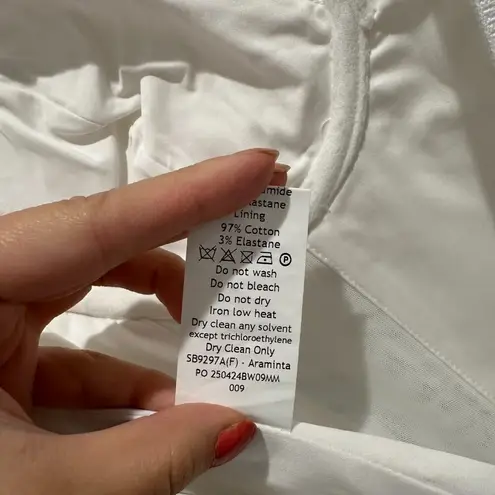 Lining
97% Cotton
3% Elastane
P
Do not wash
Do not bleach
Do not dry
Iron low heat
Dry clean any solvent
except trichloroethylene
Dry Clean Only
SB9297A(F) - Araminta
PO 250424BW09MM
009